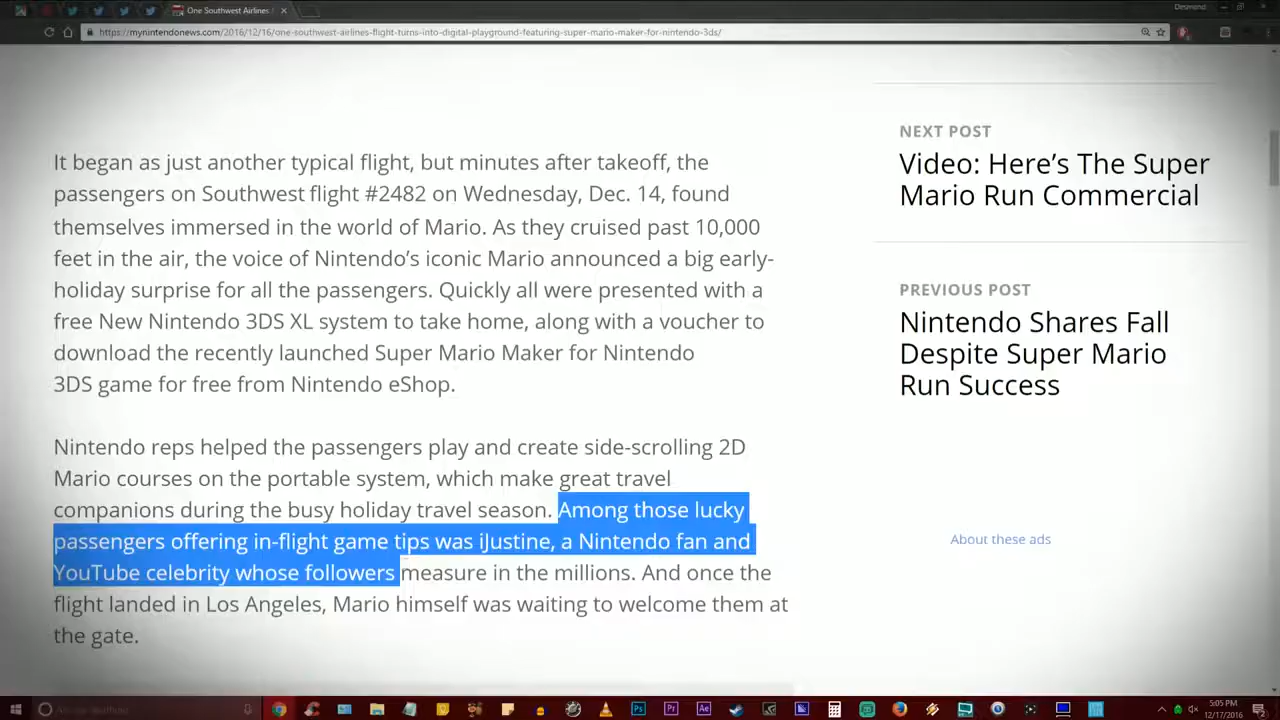 Desmond
One Southwest Airlines
https://mynintendonews.com/2016/12/16/one-southwest-airlines-flight-turns-into-digital-playground-featuring-super-mario-maker-for-nintendo-3ds/
It began as just another typical flight, but minutes after takeoff, the
passengers on Southwest flight #2482 on Wednesday, Dec. 14, found
themselves immersed in the world of Mario. As they cruised past 10,000
feet in the air, the voice of Nintendo’s iconic Mario announced a big early-
holiday surprise for all the passengers. Quickly all were presented with a
free New Nintendo 3DS XL system to take home, along with a voucher to
download the recently launched Super Mario Maker for Nintendo
3DS game for free from Nintendo eShop.
Nintendo reps helped the passengers play and create side-scrolling 2D
Mario courses on the portable system, which make great travel
companions during the busy holiday travel season. Among those lucky
passengers offering in-flight game tips was iJustine, a Nintendo fan and
YouTube celebrity whose followers measure in the millions. And once the
flight landed in Los Angeles, Mario himself was waiting to welcome them at
the gate.
NEXT POST
Video: Here’s The Super
Mario Run Commercial
PREVIOUS POST
Nintendo Shares Fall
Despite Super Mario
Run Success
About these ads
5:05 PM
12/17/2016